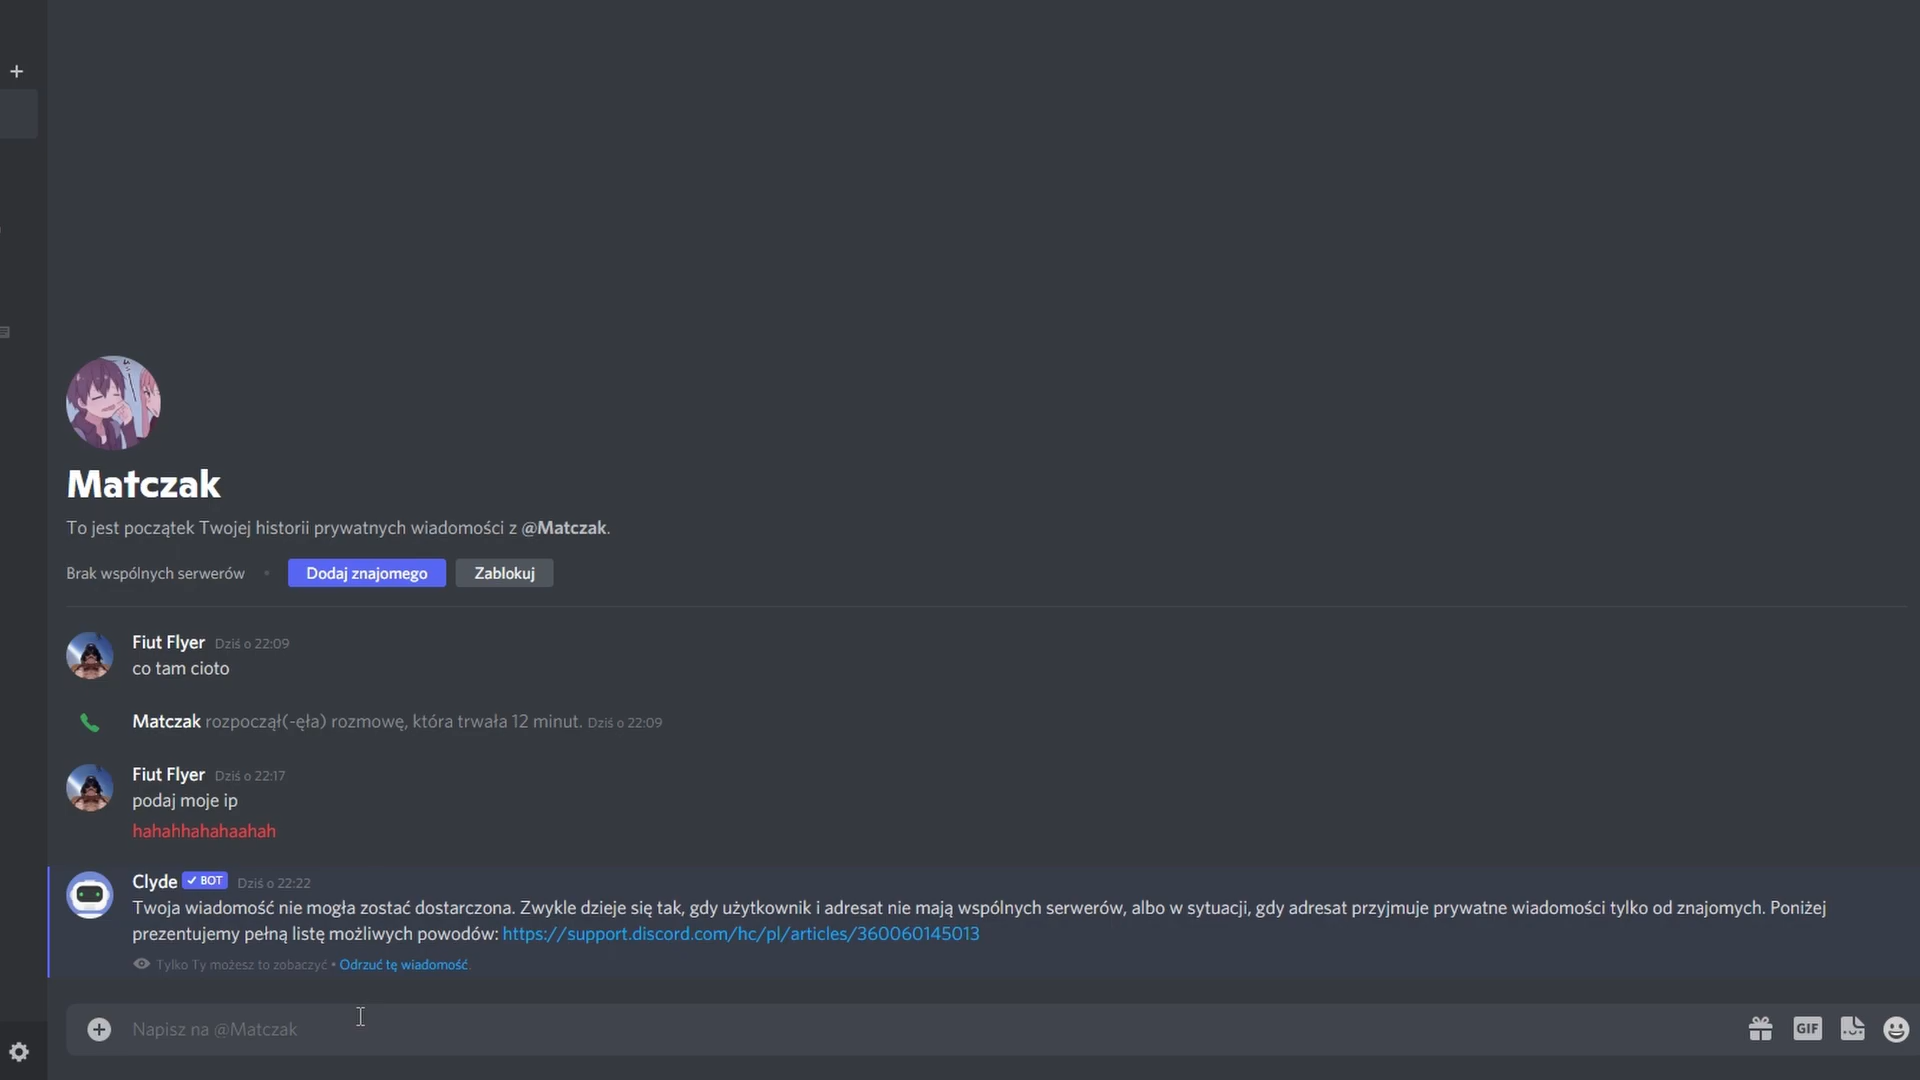 Matczak
To jest początek Twojej historii prywatnych wiadomości z @Matczak.
Brak wspólnych serwerów • Dodaj znajomego Zablokuj
Fiut Flyer Dziś o 22:09
co tam cioto
Matczak rozpoczął(-ęła) rozmowę, która trwała 12 minut. Dziś o 22:09
Fiut Flyer Dziś o 22:17
podaj moje ip
hahahhahahaahah
Clyde ✓ BOT Dziś o 22:22
Twoja wiadomość nie mogła zostać dostarczona. Zwykle dzieje się tak, gdy użytkownik i adresat nie mają wspólnych serwerów, albo w sytuacji, gdy adresat przyjmuje prywatne wiadomości tylko od znajomych. Poniżej
prezentujemy pełną listę możliwych powodów: https://support.discord.com/hc/pl/articles/360060145013
Tylko Ty możesz to zobaczyć • Odrzuć tę wiadomość.
Napisz na @Matczak
GIF